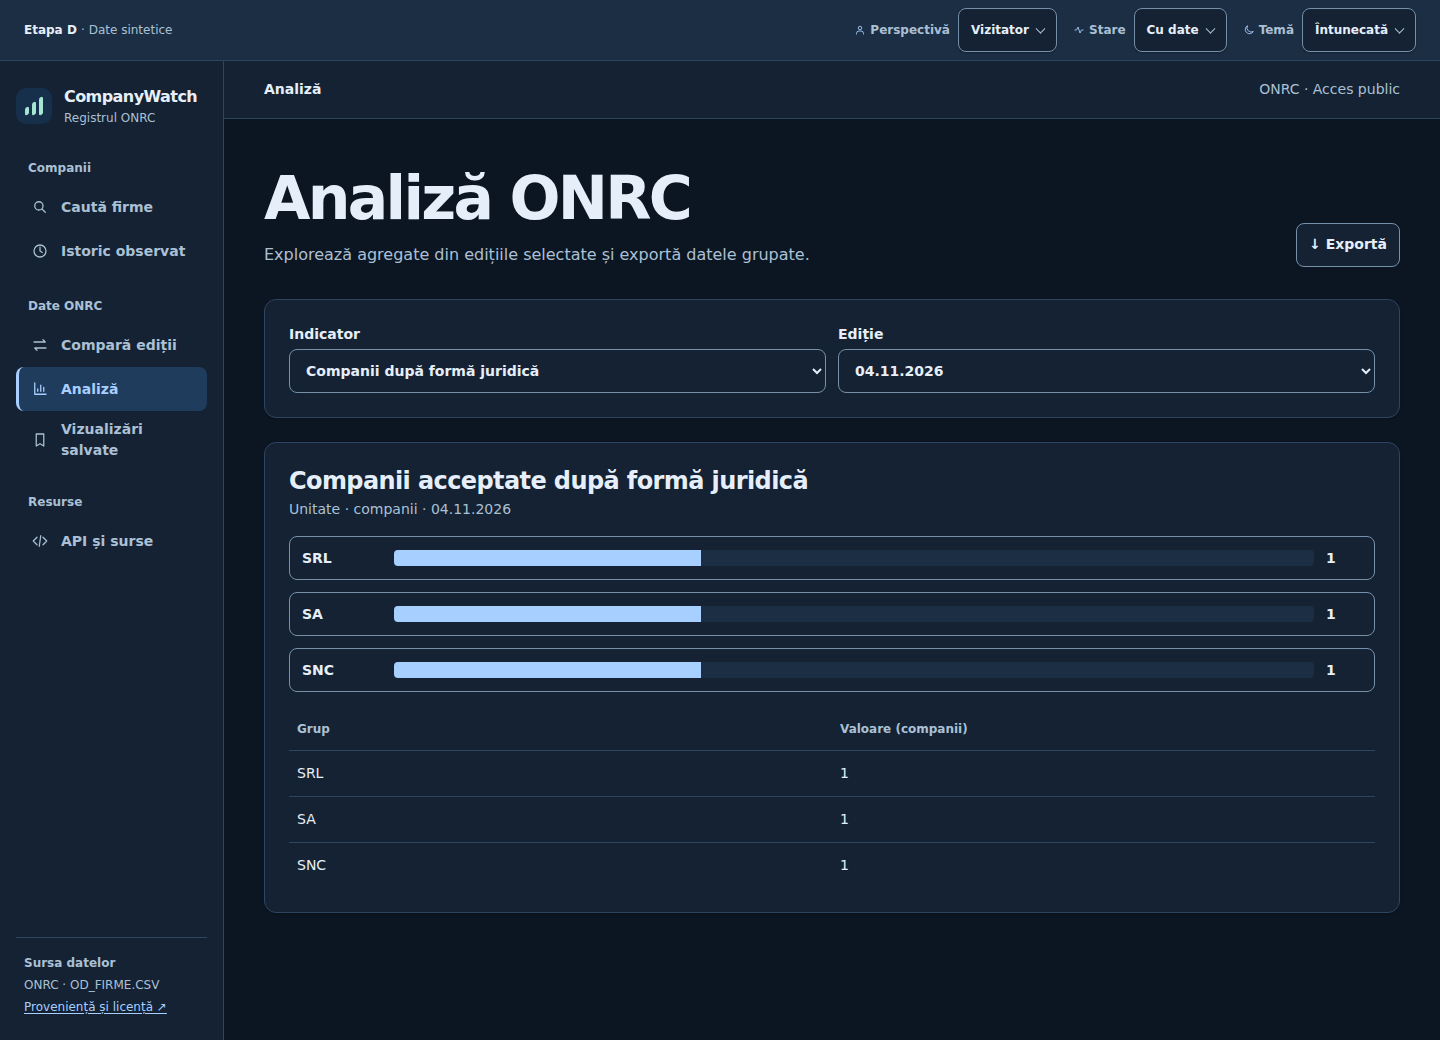 Etapa D · Date sintetice
Perspectivă Vizitator Stare Cu date Temă Întunecată
CompanyWatch
Registrul ONRC
Companii
Caută firme
Istoric observat
Date ONRC
Compară ediții
Analiză
Vizualizări
salvate
Resurse
API și surse
Sursa datelor
ONRC · OD_FIRME.CSV
Proveniență și licență ↗
Analiză
ONRC · Acces public
Analiză ONRC
Explorează agregate din edițiile selectate și exportă datele grupate.
↓ Exportă
Indicator
Companii după formă juridică
Ediție
04.11.2026
Companii acceptate după formă juridică
Unitate · companii · 04.11.2026
SRL 1
SA 1
SNC 1
Grup Valoare (companii)
SRL 1
SA 1
SNC 1